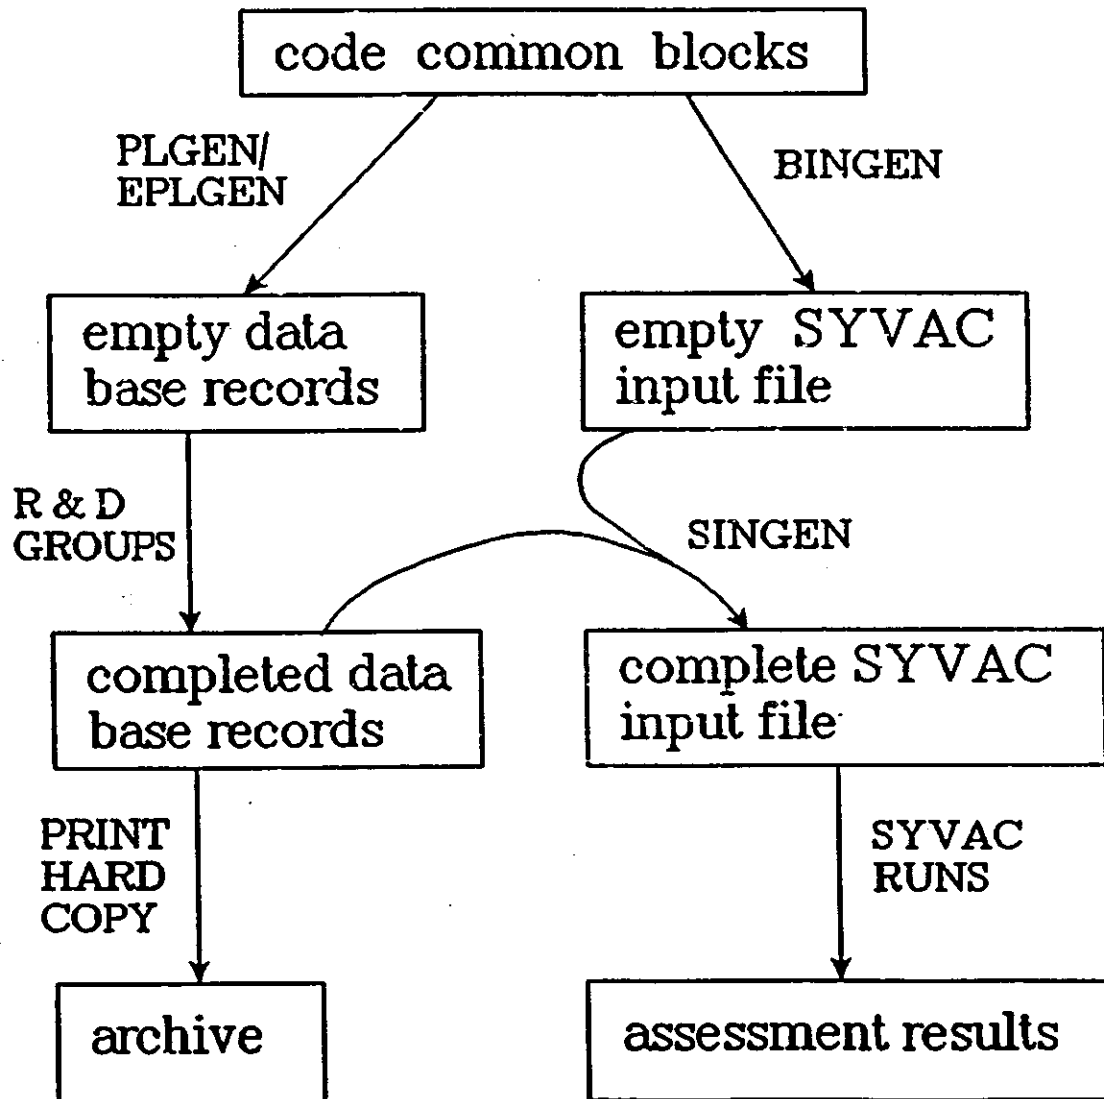 code common blocks
PLGEN/
EPLGEN
BINGEN
empty data
base records
empty SYVAC
input file
R & D
GROUPS
SINGEN
completed data
base records
complete SYVAC
input file
PRINT
HARD
COPY
SYVAC
RUNS
archive
assessment results